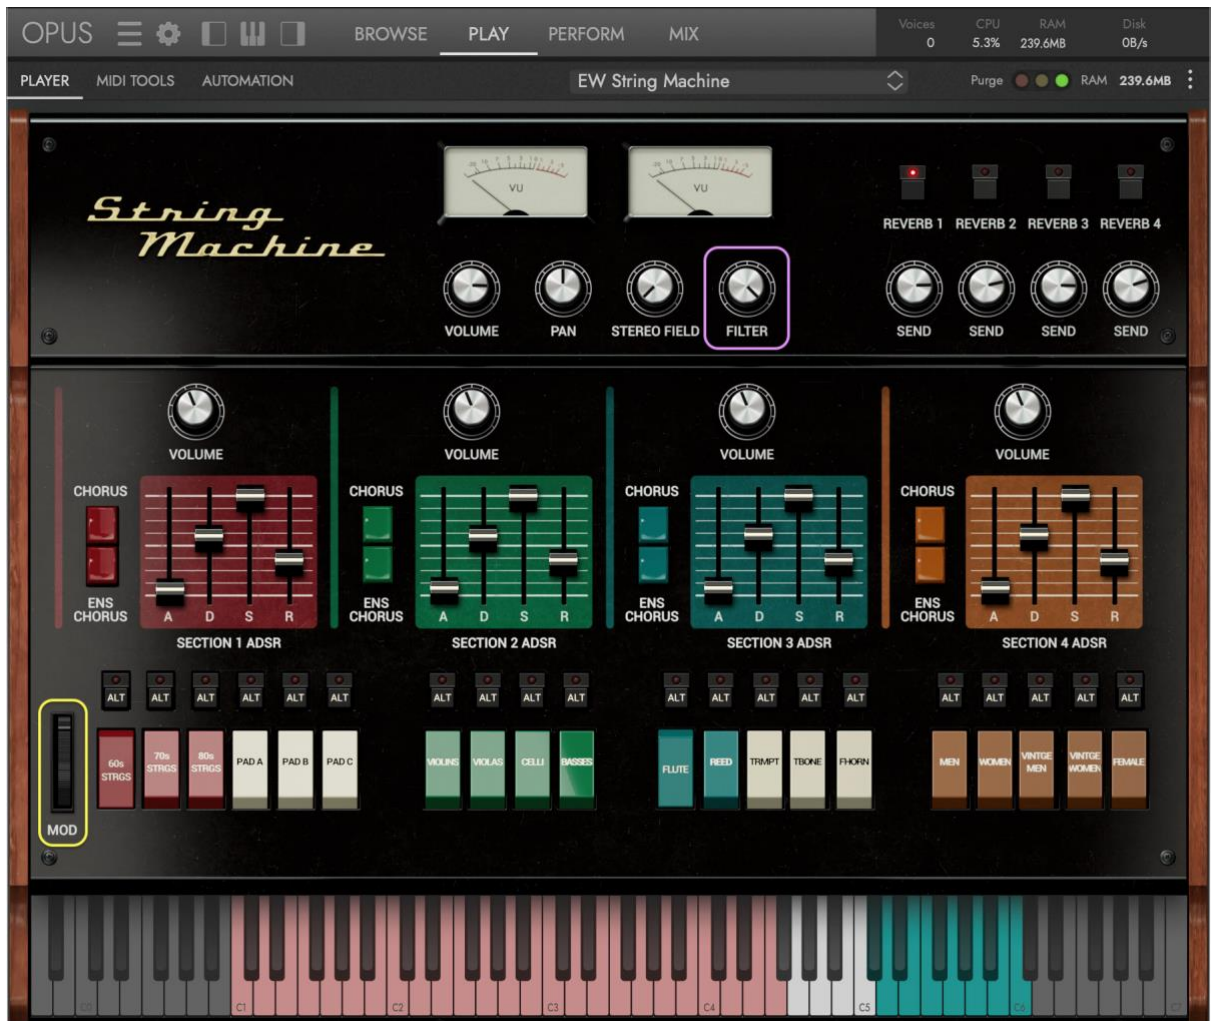 OPUS BROWSE PLAY PERFORM MIX Voices CPU RAM Disk
0 5.3% 239.6MB 0B/s
PLAYER MIDI TOOLS AUTOMATION EW String Machine Purge RAM 239.6MB
String
Machine
VU VU
REVERB 1 REVERB 2 REVERB 3 REVERB 4
VOLUME PAN STEREO FIELD FILTER SEND SEND SEND SEND
VOLUME VOLUME VOLUME VOLUME
CHORUS CHORUS CHORUS CHORUS
ENS CHORUS ENS CHORUS ENS CHORUS ENS CHORUS
A D S R A D S R A D S R A D S R
SECTION 1 ADSR SECTION 2 ADSR SECTION 3 ADSR SECTION 4 ADSR
ALT ALT ALT ALT ALT ALT ALT ALT ALT ALT ALT ALT ALT ALT ALT ALT ALT ALT ALT ALT
60s STRGS 70s STRGS 80s STRGS PAD A PAD B PAD C VIOLINS VIOLAS CELLI BASSES FLUTE REED TRMPT TBONE FHORN MEN WOMEN VINTGE MEN VINTGE WOMEN FEMALE
MOD
C0 C1 C2 C3 C4 C5 C6 C7